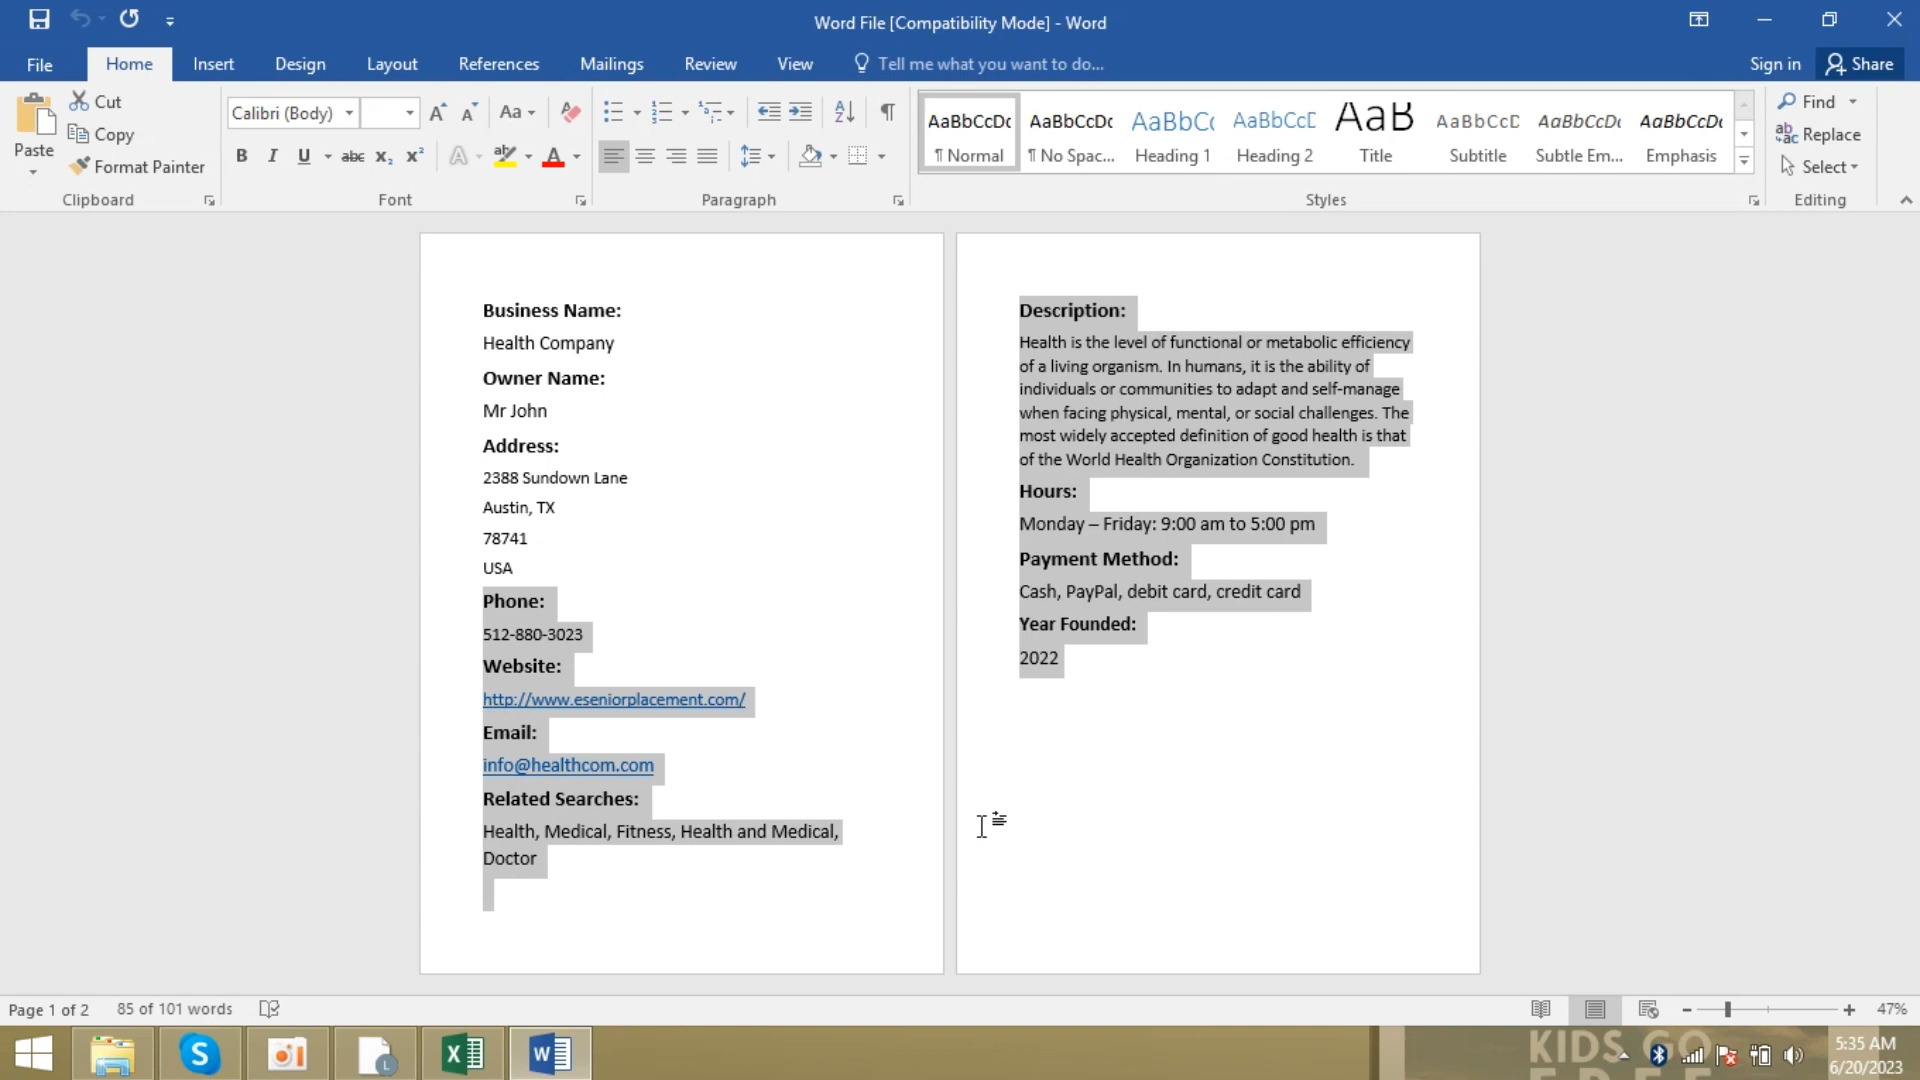 Word File [Compatibility Mode] - Word
File Home Insert Design Layout References Mailings Review View Tell me what you want to do... Sign in Share
Paste
Cut
Copy
Format Painter
Clipboard
Calibri (Body)
Font
Paragraph
AaBbCcDc AaBbCcDc AaBbC AaBbCcD AaB AaBbCcD AaBbCcDc AaBbCcDc
¶ Normal ¶ No Spac... Heading 1 Heading 2 Title Subtitle Subtle Em... Emphasis
Styles
Find
Replace
Select
Editing
Business Name:
Health Company
Owner Name:
Mr John
Address:
2388 Sundown Lane
Austin, TX
78741
USA
Phone:
512-880-3023
Website:
http://www.eseniorplacement.com/
Email:
info@healthcom.com
Related Searches:
Health, Medical, Fitness, Health and Medical,
Doctor
Description:
Health is the level of functional or metabolic efficiency
of a living organism. In humans, it is the ability of
individuals or communities to adapt and self-manage
when facing physical, mental, or social challenges. The
most widely accepted definition of good health is that
of the World Health Organization Constitution.
Hours:
Monday – Friday: 9:00 am to 5:00 pm
Payment Method:
Cash, PayPal, debit card, credit card
Year Founded:
2022
Page 1 of 2 85 of 101 words 47%
KIDS GO
5:35 AM
6/20/2023